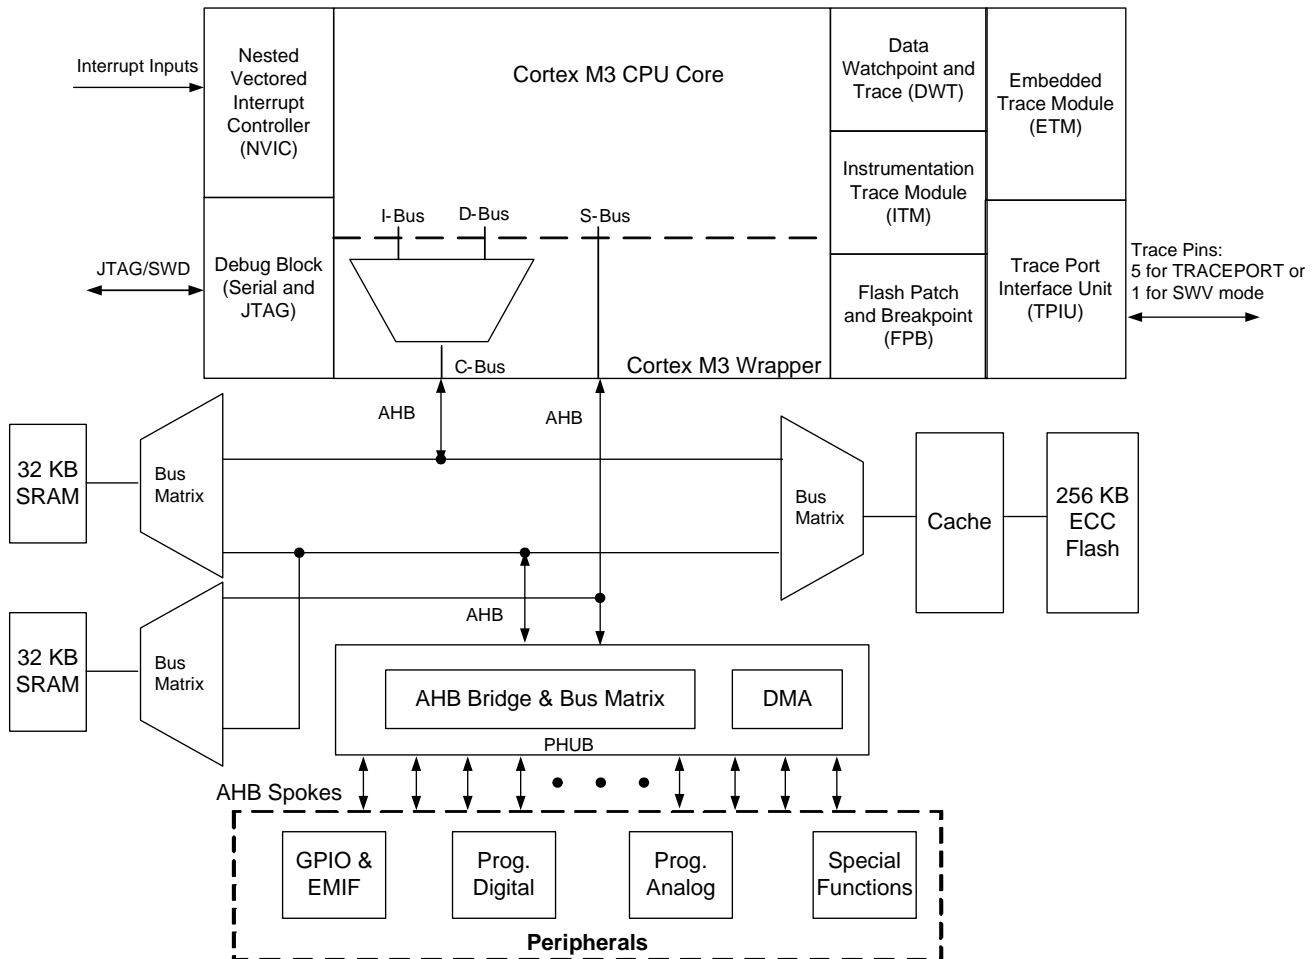 Interrupt Inputs
Nested
Vectored
Interrupt
Controller
(NVIC)
Cortex M3 CPU Core
Data
Watchpoint and
Trace (DWT)
Embedded
Trace Module
(ETM)
Instrumentation
Trace Module
(ITM)
I-Bus
D-Bus
S-Bus
JTAG/SWD
Debug Block
(Serial and
JTAG)
Flash Patch
and Breakpoint
(FPB)
Trace Port
Interface Unit
(TPIU)
Trace Pins:
5 for TRACEPORT or
1 for SWV mode
C-Bus
Cortex M3 Wrapper
AHB
AHB
32 KB
SRAM
Bus
Matrix
Bus
Matrix
Cache
256 KB
ECC
Flash
AHB
32 KB
SRAM
Bus
Matrix
AHB Bridge & Bus Matrix
DMA
PHUB
AHB Spokes
GPIO &
EMIF
Prog.
Digital
Prog.
Analog
Special
Functions
Peripherals